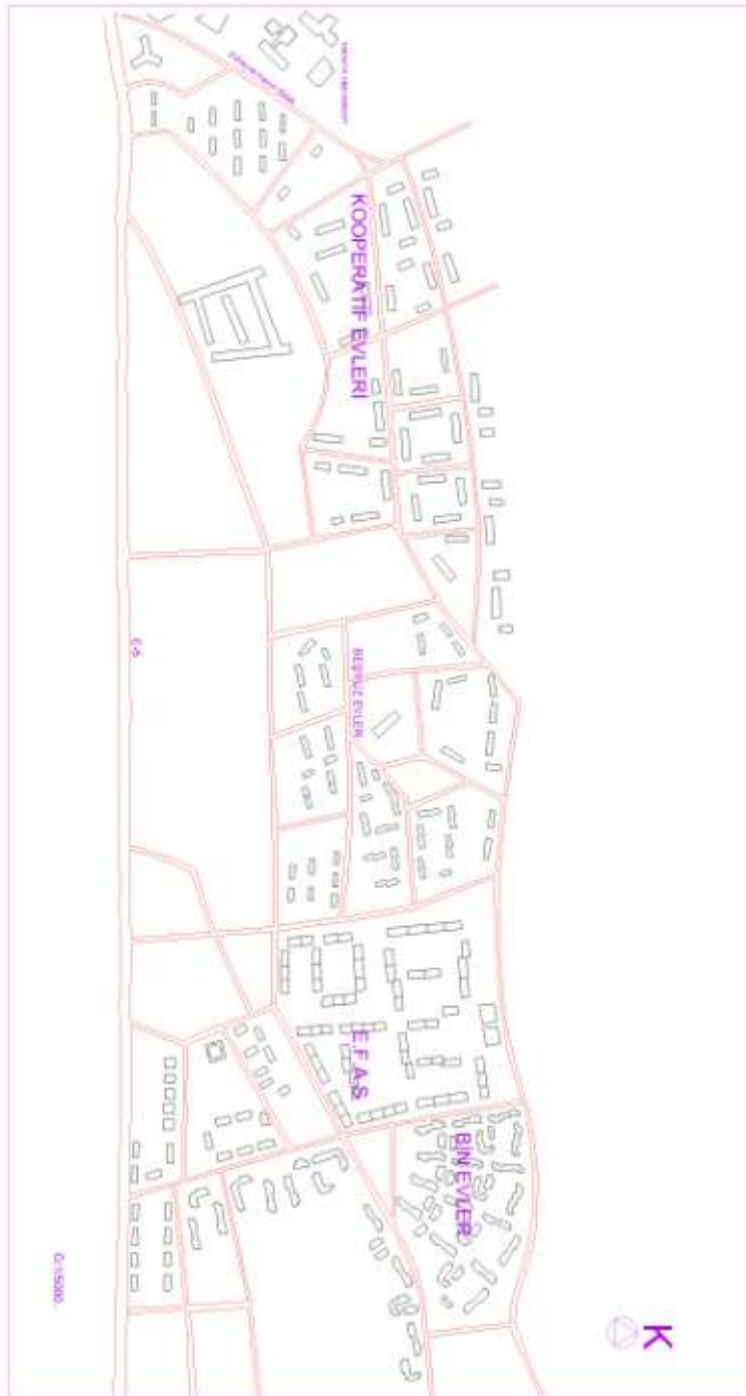 KOOPERATİF EVLERİ
E-5
BEŞYÜZ EVLER
E.F.A.S
BİN EVLER
Ö:1/5000
K